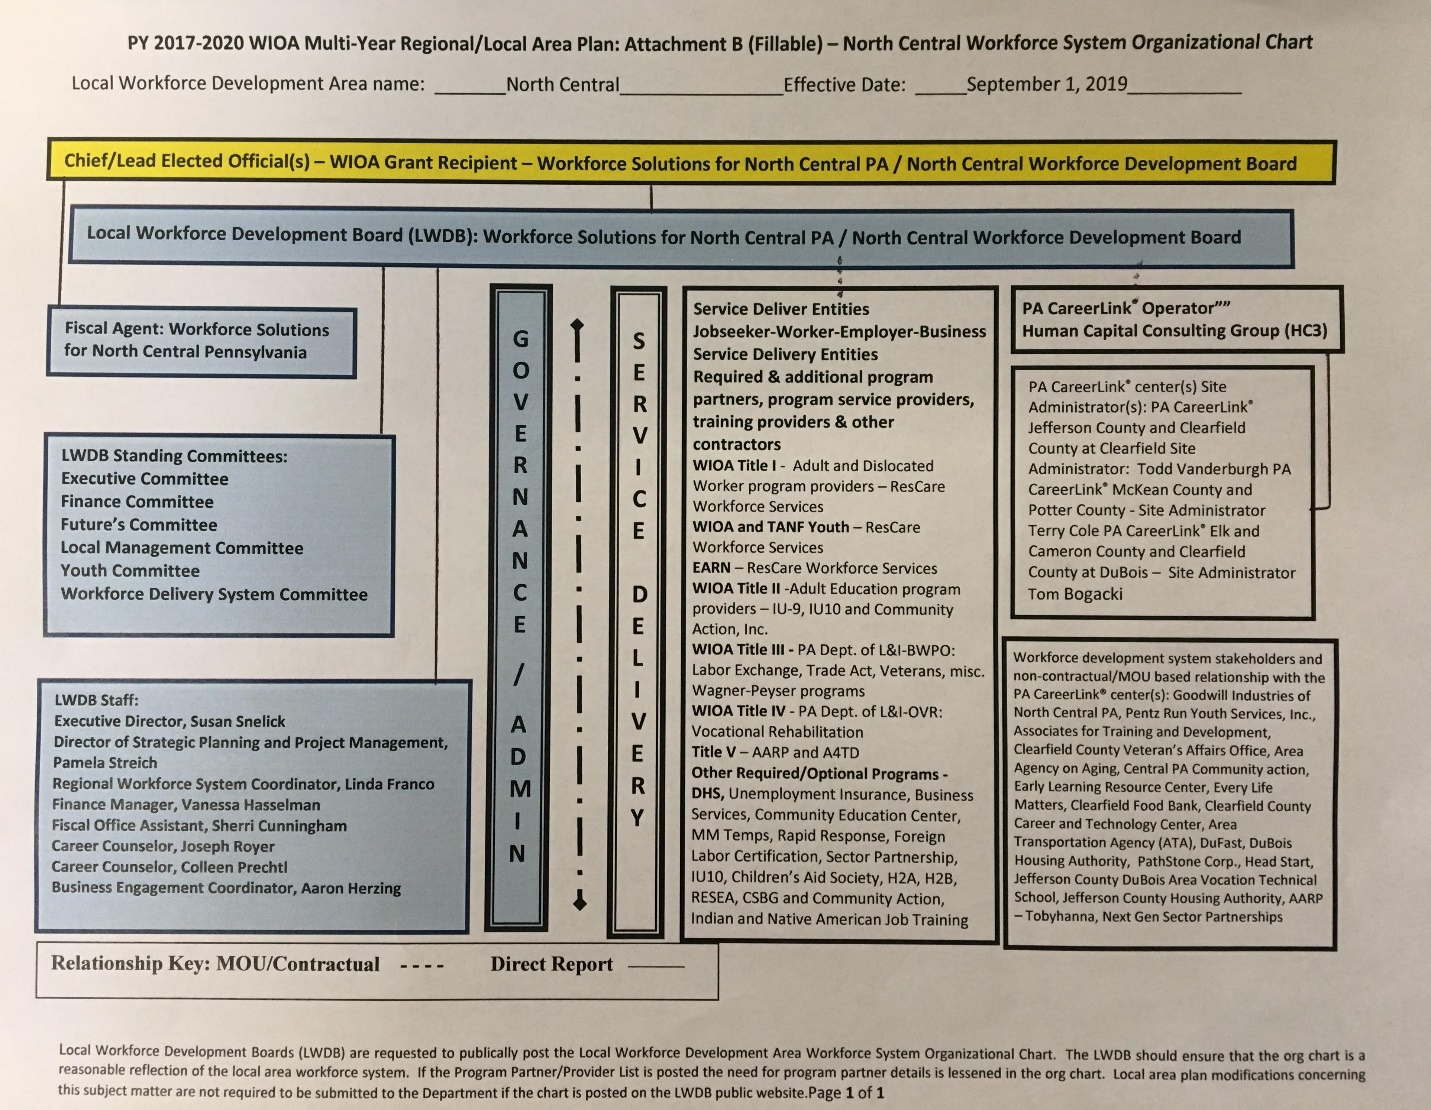 PY 2017-2020 WIOA Multi-Year Regional/Local Area Plan: Attachment B (Fillable) – North Central Workforce System Organizational Chart
Local Workforce Development Area name: _______North Central________________Effective Date: _____September 1, 2019___________
Chief/Lead Elected Official(s) – WIOA Grant Recipient – Workforce Solutions for North Central PA / North Central Workforce Development Board
Local Workforce Development Board (LWDB): Workforce Solutions for North Central PA / North Central Workforce Development Board
Fiscal Agent: Workforce Solutions
for North Central Pennsylvania
LWDB Standing Committees:
Executive Committee
Finance Committee
Future's Committee
Local Management Committee
Youth Committee
Workforce Delivery System Committee
LWDB Staff:
Executive Director, Susan Snelick
Director of Strategic Planning and Project Management,
Pamela Streich
Regional Workforce System Coordinator, Linda Franco
Finance Manager, Vanessa Hasselman
Fiscal Office Assistant, Sherri Cunningham
Career Counselor, Joseph Royer
Career Counselor, Colleen Prechtl
Business Engagement Coordinator, Aaron Herzing
G
O
V
E
R
N
A
N
C
E
/
A
D
M
I
N
S
E
R
V
I
C
E
D
E
L
I
V
E
R
Y
Service Deliver Entities
Jobseeker-Worker-Employer-Business
Service Delivery Entities
Required & additional program
partners, program service providers,
training providers & other
contractors
WIOA Title I - Adult and Dislocated
Worker program providers – ResCare
Workforce Services
WIOA and TANF Youth – ResCare
Workforce Services
EARN – ResCare Workforce Services
WIOA Title II -Adult Education program
providers – IU-9, IU10 and Community
Action, Inc.
WIOA Title III - PA Dept. of L&I-BWPO:
Labor Exchange, Trade Act, Veterans, misc.
Wagner-Peyser programs
WIOA Title IV - PA Dept. of L&I-OVR:
Vocational Rehabilitation
Title V – AARP and A4TD
Other Required/Optional Programs -
DHS, Unemployment Insurance, Business
Services, Community Education Center,
MM Temps, Rapid Response, Foreign
Labor Certification, Sector Partnership,
IU10, Children's Aid Society, H2A, H2B,
RESEA, CSBG and Community Action,
Indian and Native American Job Training
PA CareerLink® Operator””
Human Capital Consulting Group (HC3)
PA CareerLink® center(s) Site
Administrator(s): PA CareerLink®
Jefferson County and Clearfield
County at Clearfield Site
Administrator: Todd Vanderburgh PA
CareerLink® McKean County and
Potter County - Site Administrator
Terry Cole PA CareerLink® Elk and
Cameron County and Clearfield
County at DuBois – Site Administrator
Tom Bogacki
Workforce development system stakeholders and
non-contractual/MOU based relationship with the
PA CareerLink® center(s): Goodwill Industries of
North Central PA, Pentz Run Youth Services, Inc.,
Associates for Training and Development,
Clearfield County Veteran's Affairs Office, Area
Agency on Aging, Central PA Community action,
Early Learning Resource Center, Every Life
Matters, Clearfield Food Bank, Clearfield County
Career and Technology Center, Area
Transportation Agency (ATA), DuFast, DuBois
Housing Authority, PathStone Corp., Head Start,
Jefferson County DuBois Area Vocation Technical
School, Jefferson County Housing Authority, AARP
– Tobyhanna, Next Gen Sector Partnerships
Relationship Key: MOU/Contractual - - - - Direct Report ———
Local Workforce Development Boards (LWDB) are requested to publically post the Local Workforce Development Area Workforce System Organizational Chart. The LWDB should ensure that the org chart is a
reasonable reflection of the local area workforce system. If the Program Partner/Provider List is posted the need for program partner details is lessened in the org chart. Local area plan modifications concerning
this subject matter are not required to be submitted to the Department if the chart is posted on the LWDB public website.Page 1 of 1